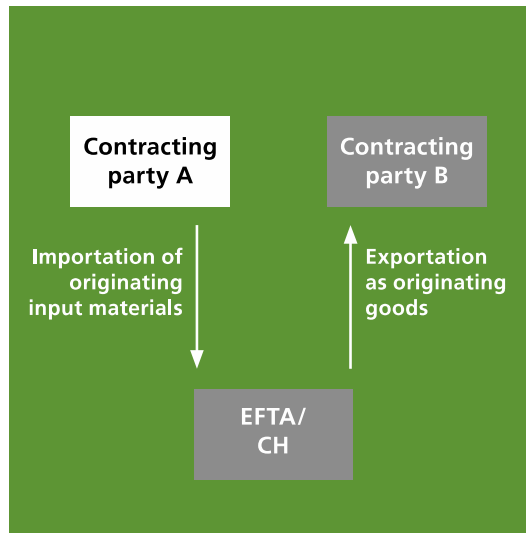 Contracting
party A
Contracting
party B
Importation of
originating
input materials
Exportation
as originating
goods
EFTA/
CH